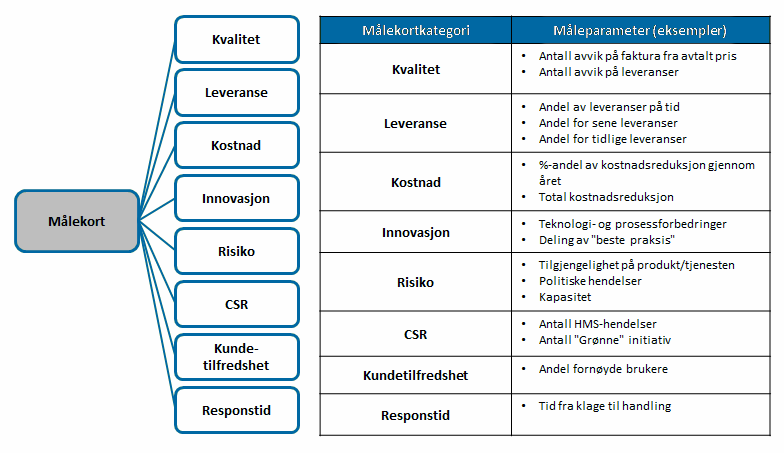 Målekort
Kvalitet
Leveranse
Kostnad
Innovasjon
Risiko
CSR
Kunde-
tilfredshet
Responstid
Målekortkategori
Måleparameter (eksempler)
Kvalitet
• Antall avvik på faktura fra avtalt pris
• Antall avvik på leveranser
Leveranse
• Andel av leveranser på tid
• Andel for sene leveranser
• Andel for tidlige leveranser
Kostnad
• %-andel av kostnadsreduksjon gjennom
året
• Total kostnadsreduksjon
Innovasjon
• Teknologi- og prosessforbedringer
• Deling av "beste praksis"
Risiko
• Tilgjengelighet på produkt/tjenesten
• Politiske hendelser
• Kapasitet
CSR
• Antall HMS-hendelser
• Antall "Grønne" initiativ
Kundetilfredshet
• Andel fornøyde brukere
Responstid
• Tid fra klage til handling